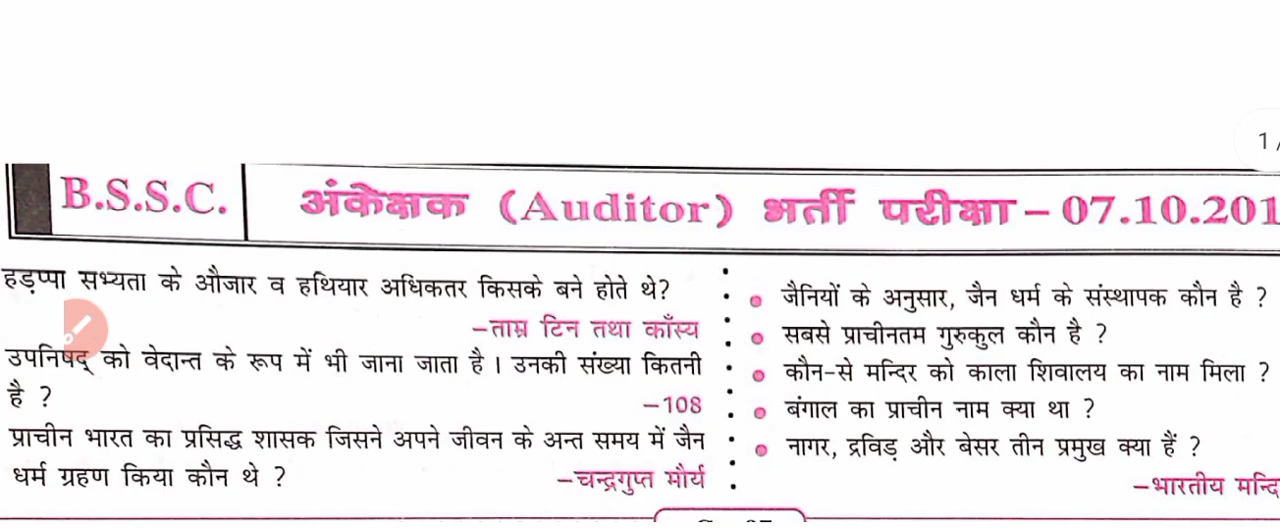 1/
B.S.S.C. अंकेक्षक (Auditor) भर्ती परीक्षा – 07.10.201
हड़प्पा सभ्यता के औजार व हथियार अधिकतर किसके बने होते थे?
–ताम्र टिन तथा काँस्य
उपनिषद् को वेदान्त के रूप में भी जाना जाता है। उनकी संख्या कितनी
है ? –108
प्राचीन भारत का प्रसिद्ध शासक जिसने अपने जीवन के अन्त समय में जैन
धर्म ग्रहण किया कौन थे ? –चन्द्रगुप्त मौर्य
जैनियों के अनुसार, जैन धर्म के संस्थापक कौन है ?
सबसे प्राचीनतम गुरुकुल कौन है ?
कौन-से मन्दिर को काला शिवालय का नाम मिला ?
बंगाल का प्राचीन नाम क्या था ?
नागर, द्रविड़ और बेसर तीन प्रमुख क्या हैं ?
–भारतीय मन्दि